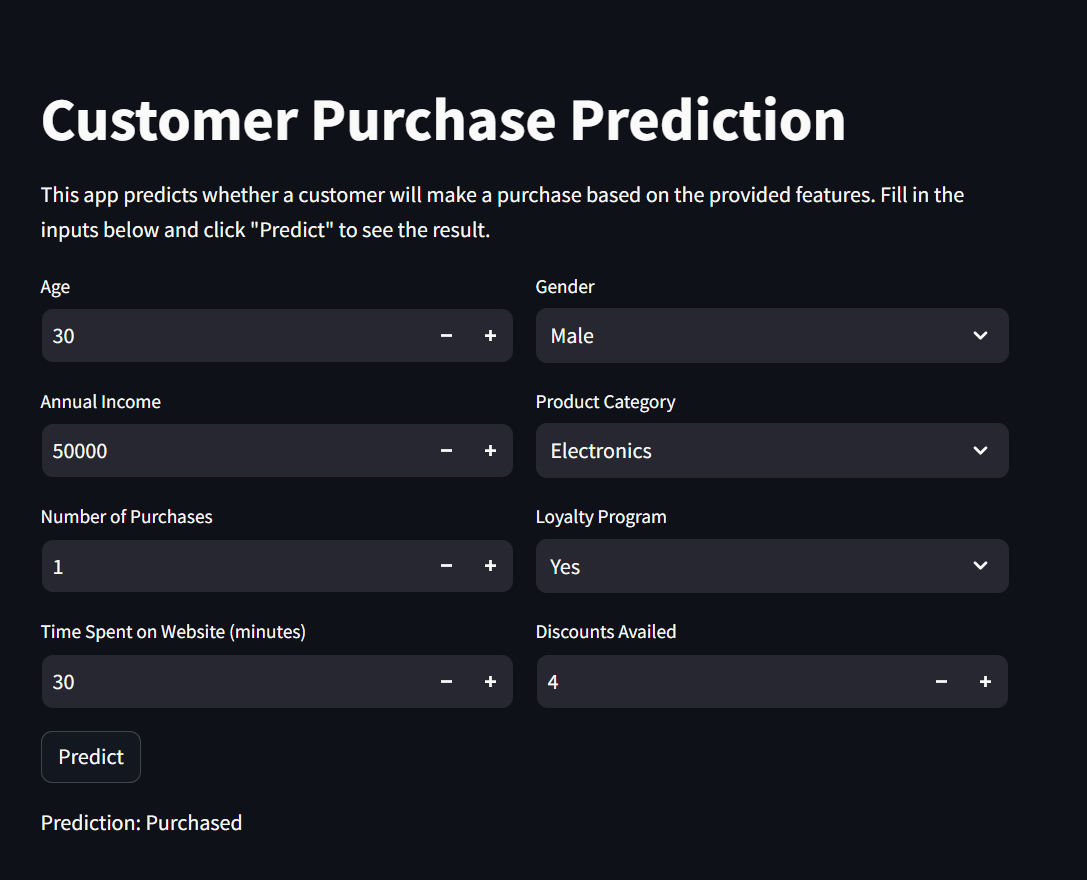 Customer Purchase Prediction
This app predicts whether a customer will make a purchase based on the provided features. Fill in the
inputs below and click "Predict" to see the result.
Age
Gender
30
Male
Annual Income
Product Category
50000
Electronics
Number of Purchases
Loyalty Program
1
Yes
Time Spent on Website (minutes)
Discounts Availed
30
4
Predict
Prediction: Purchased